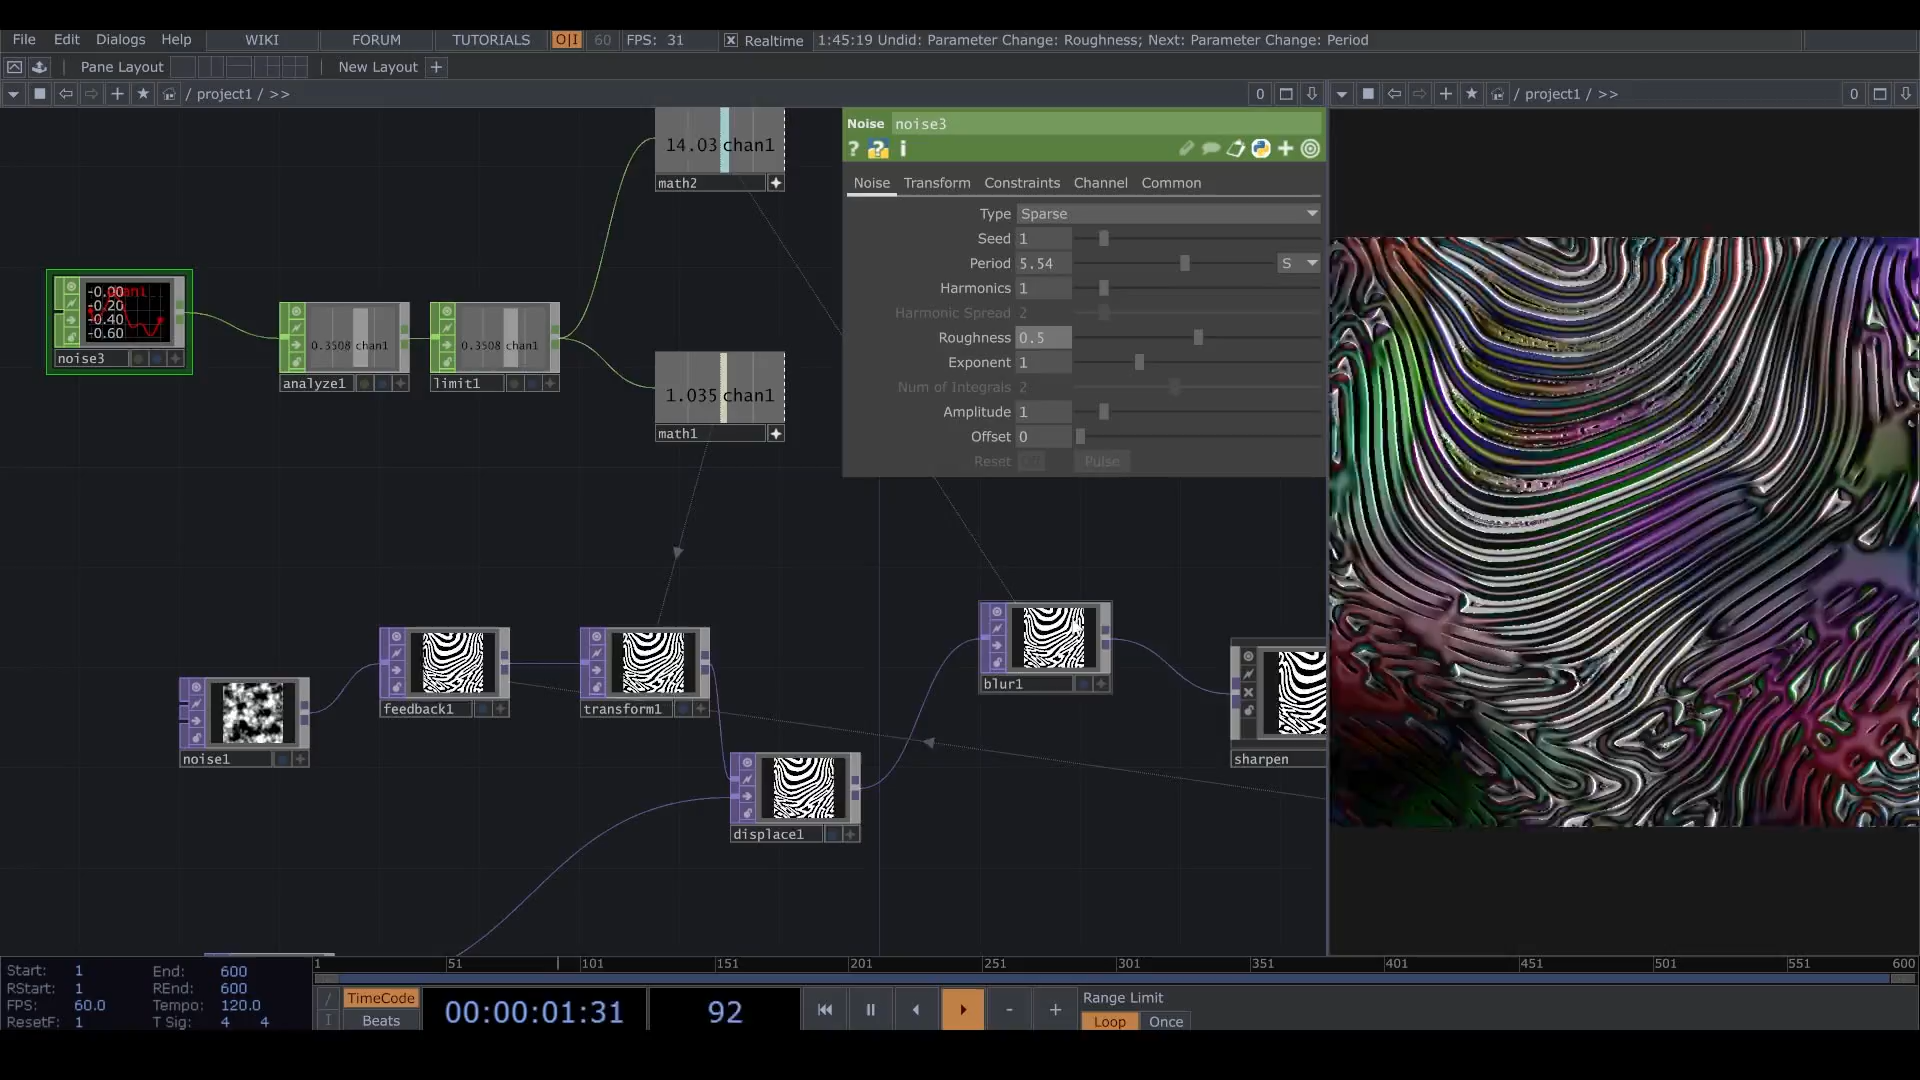 File Edit Dialogs Help WIKI FORUM TUTORIALS O|I 60 FPS: 31 Realtime 1:45:19 Undid: Parameter Change: Roughness; Next: Parameter Change: Period
Pane Layout New Layout +
/ project1 / >> 0
/ project1 / >> 0
14.03 chan1
math2
Noise noise3
? i
Noise Transform Constraints Channel Common
Type Sparse
Seed 1
Period 5.54 S
Harmonics 1
Harmonic Spread 2
Roughness 0.5
Exponent 1
Num of Integrals 2
Amplitude 1
Offset 0
Reset Off Pulse
-0.00 chan1
-0.20
-0.40
-0.60
noise3
0.3508 chan1
analyze1
0.3508 chan1
limit1
1.035 chan1
math1
feedback1
transform1
blur1
noise1
sharpen
displace1
1 51 101 151 201 251 301 351 401 451 501 551 600
Start: 1 End: 600
RStart: 1 REnd: 600
FPS: 60.0 Tempo: 120.0
ResetF: 1 T Sig: 4 4
TimeCode
Beats
00:00:01:31
92
- +
Range Limit
Loop Once